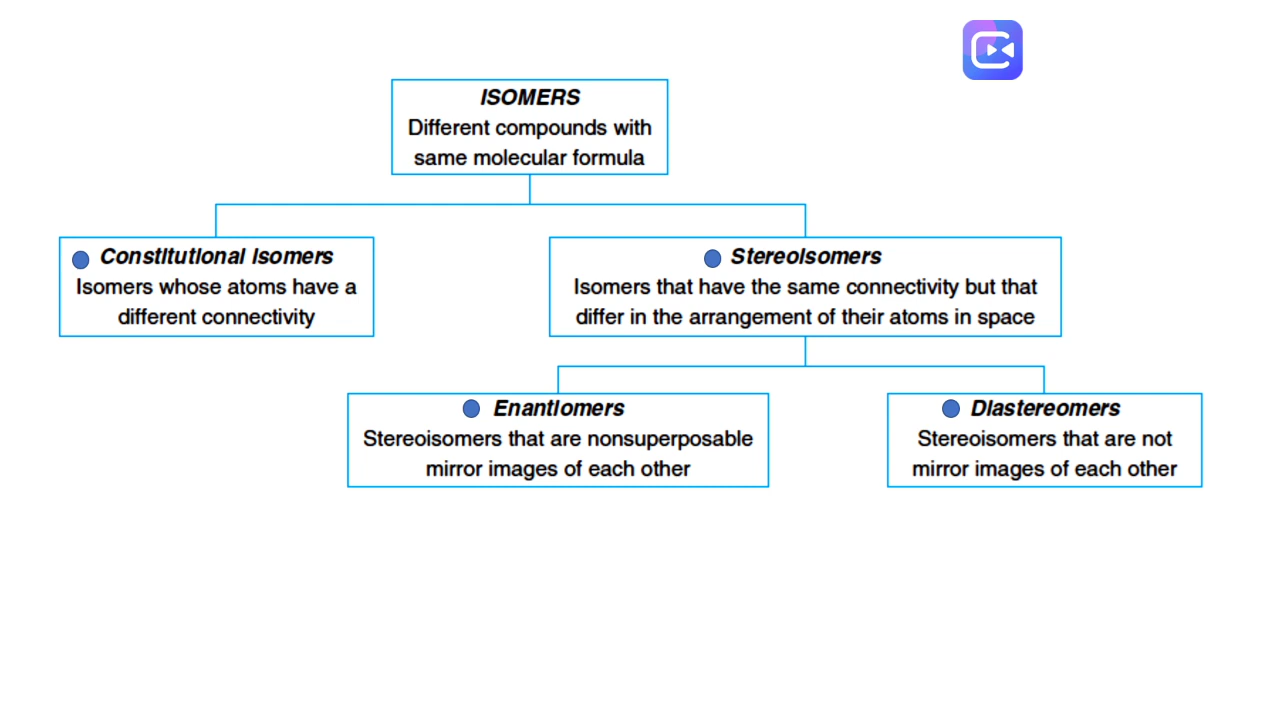 ISOMERS
Different compounds with
same molecular formula
Constitutional isomers
Isomers whose atoms have a
different connectivity
Stereoisomers
Isomers that have the same connectivity but that
differ in the arrangement of their atoms in space
Enantiomers
Stereoisomers that are nonsuperposable
mirror images of each other
Diastereomers
Stereoisomers that are not
mirror images of each other